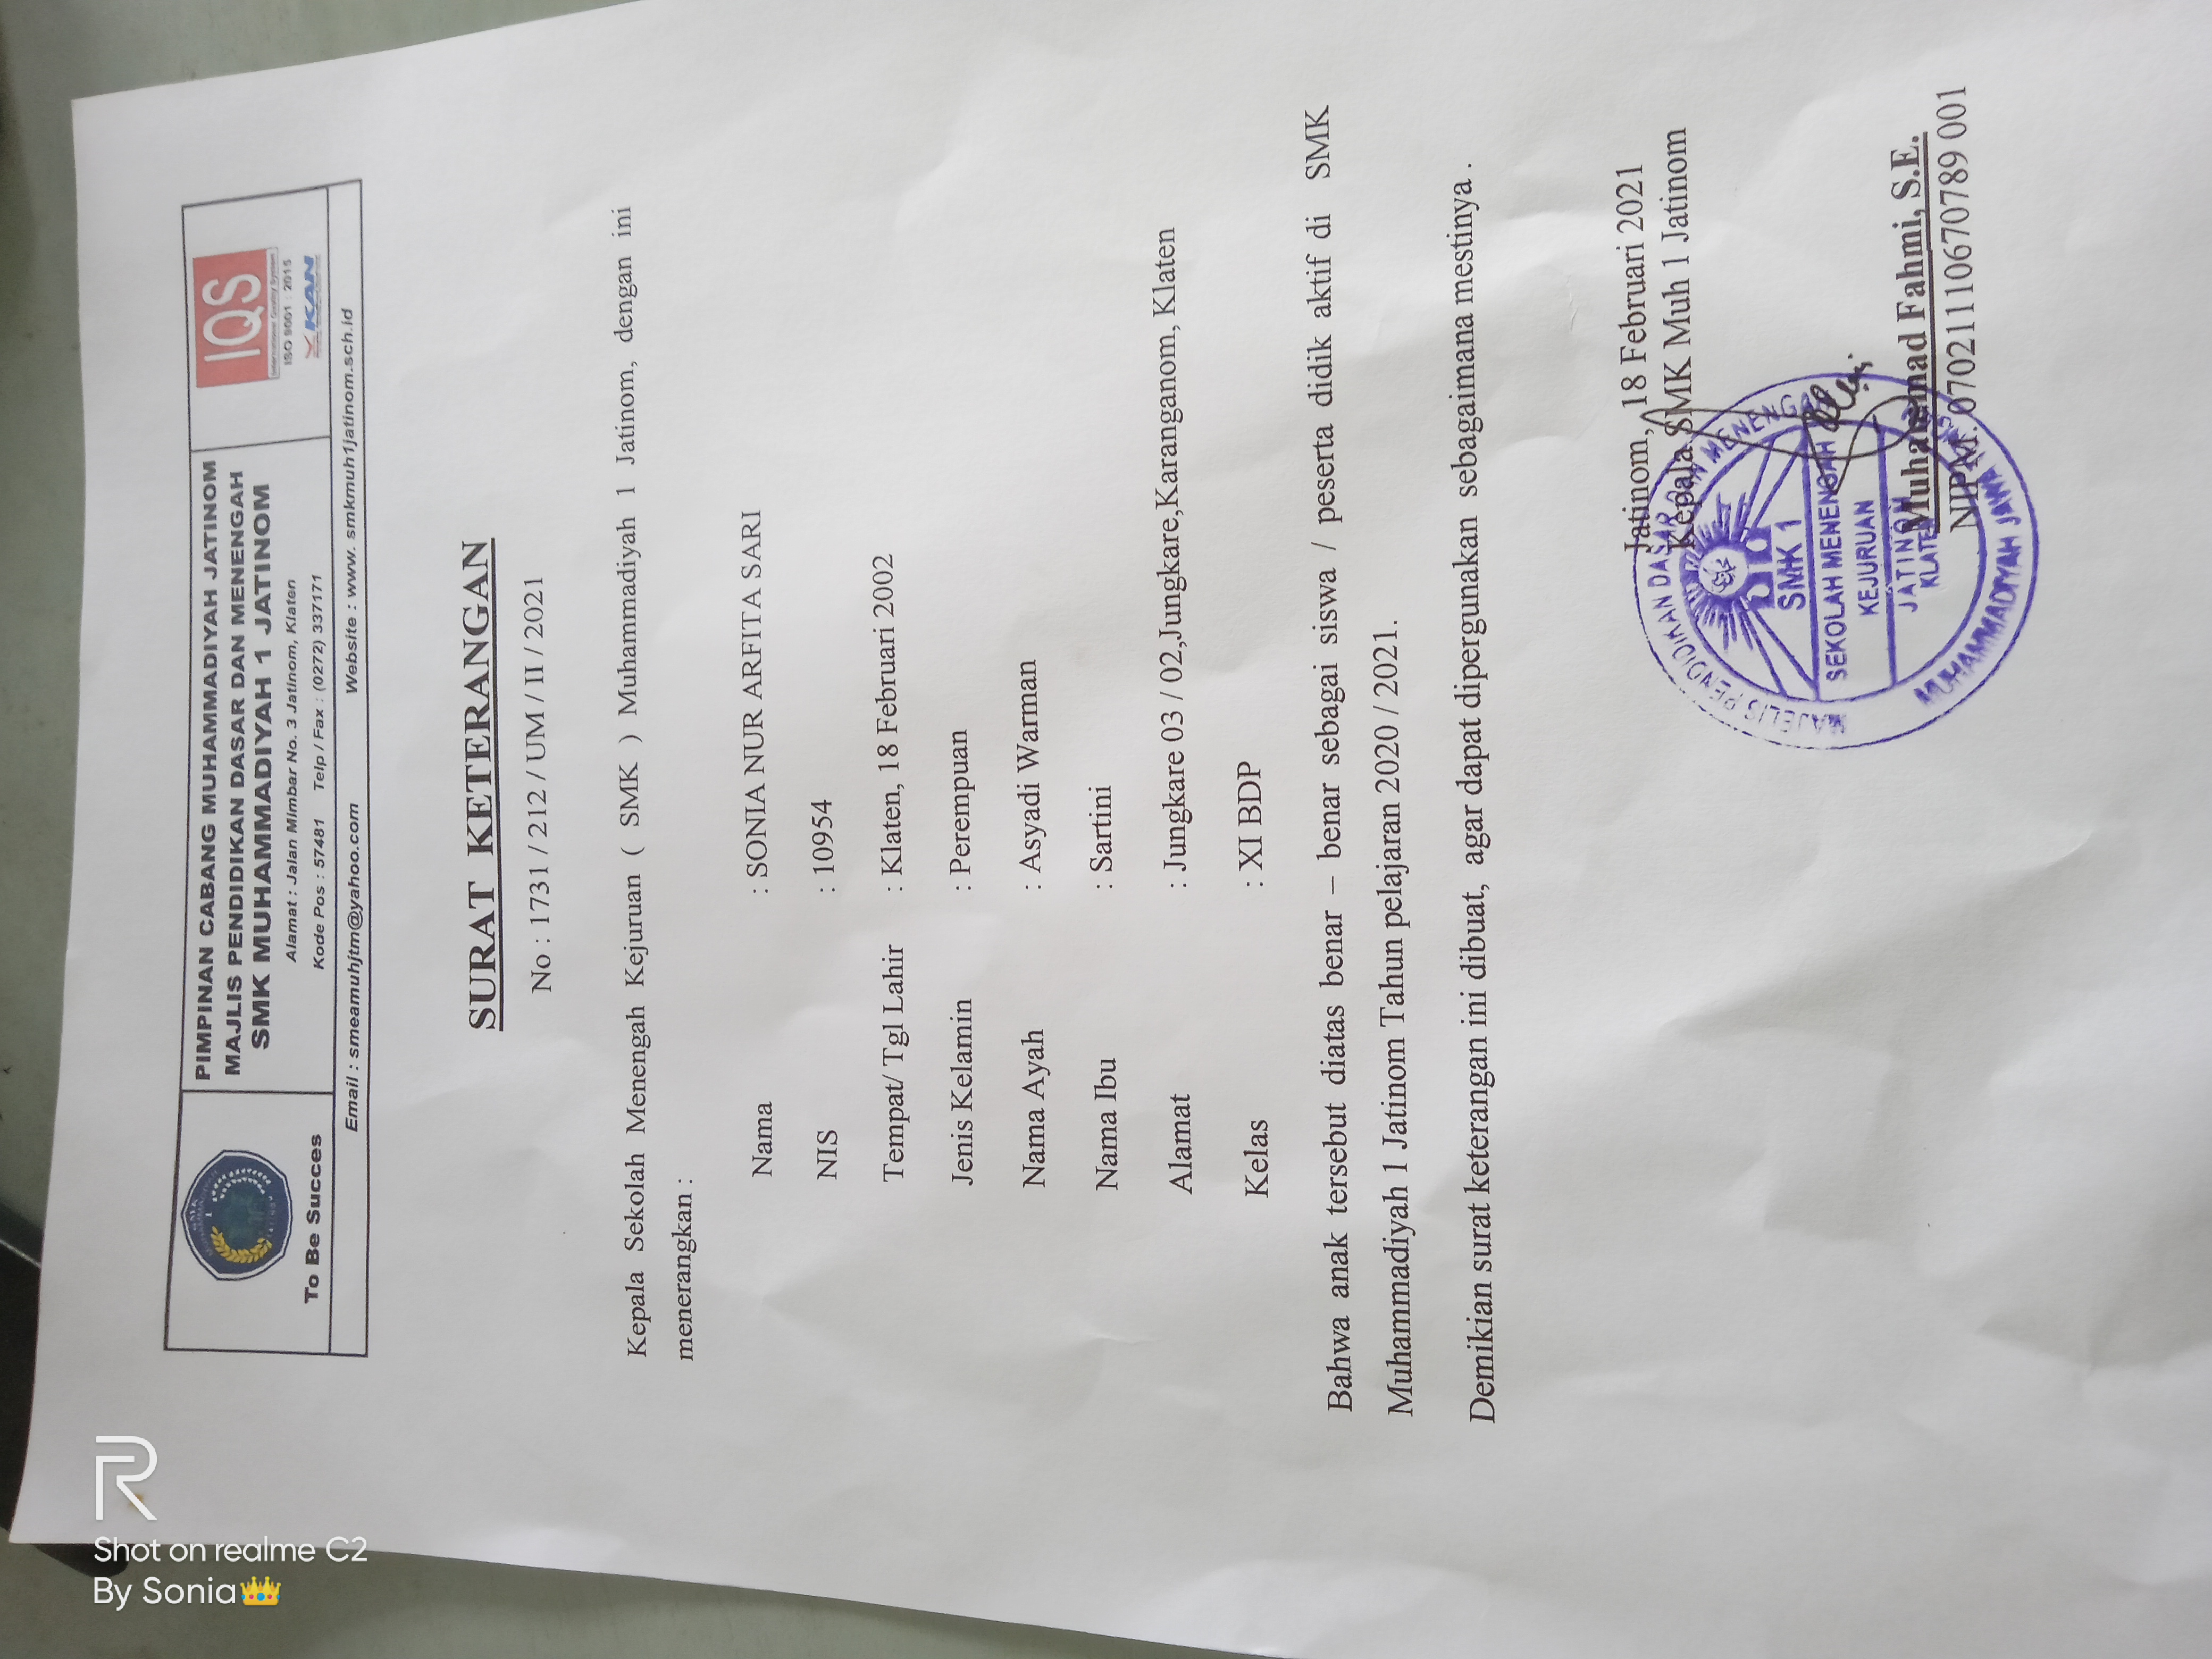 Shot on realme C2
By Sonia
SMK
MUHAMMADIYAH
1
JATINOM
To Be Succes
PIMPINAN CABANG MUHAMMADIYAH JATINOM
MAJLIS PENDIDIKAN DASAR DAN MENENGAH
SMK MUHAMMADIYAH 1 JATINOM
Alamat : Jalan Mimbar No. 3 Jatinom, Klaten
Kode Pos : 57481 Telp / Fax : (0272) 337171
IQS
International Quality System
ISO 9001 : 2015
KAN
Email : smeamuhjtm@yahoo.com Website : www. smkmuh1jatinom.sch.id
SURAT KETERANGAN
No : 1731 / 212 / UM / II / 2021
Kepala Sekolah Menengah Kejuruan ( SMK ) Muhammadiyah 1 Jatinom, dengan ini
menerangkan :
Nama : SONIA NUR ARFITA SARI
NIS : 10954
Tempat/ Tgl Lahir : Klaten, 18 Februari 2002
Jenis Kelamin : Perempuan
Nama Ayah : Asyadi Warman
Nama Ibu : Sartini
Alamat : Jungkare 03 / 02,Jungkare,Karanganom, Klaten
Kelas : XI BDP
Bahwa anak tersebut diatas benar – benar sebagai siswa / peserta didik aktif di SMK
Muhammadiyah 1 Jatinom Tahun pelajaran 2020 / 2021.
Demikian surat keterangan ini dibuat, agar dapat dipergunakan sebagaimana mestinya .
Jatinom, 18 Februari 2021
Kepala SMK Muh 1 Jatinom
MAJELIS PENDIDIKAN DASAR DAN MENENGAH
SMK 1
SEKOLAH MENENGAH
KEJURUAN
JATINOM
KLATEN
MUHAMMADIYAH JAWA TENGAH
Muhammad Fahmi, S.E.
NIPM. 07021110670789 001